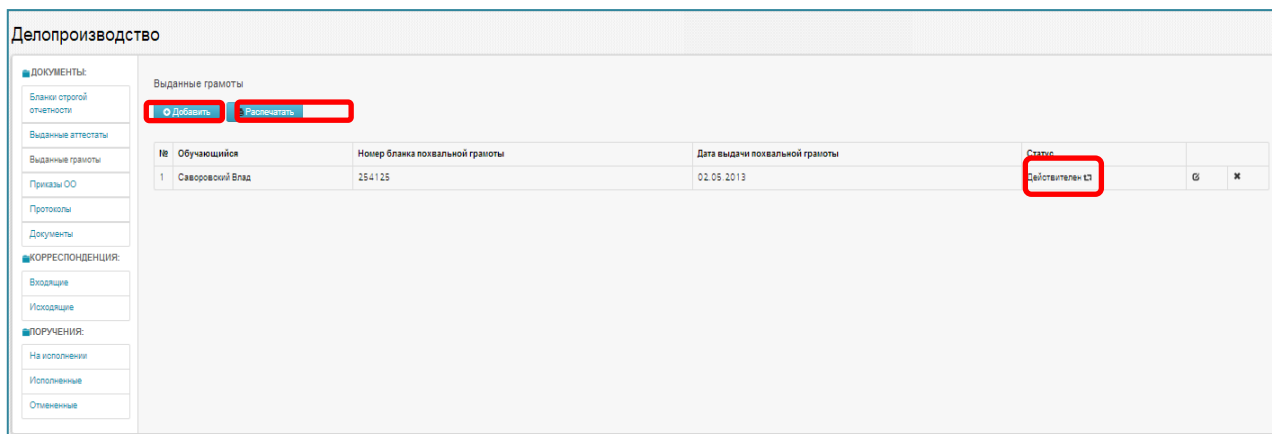 Делопроизводство
ДОКУМЕНТЫ:
Бланки строгой
отчетности
Выданные аттестаты
Выданные грамоты
Приказы ОО
Протоколы
Документы
КОРРЕСПОНДЕНЦИЯ:
Входящие
Исходящие
ПОРУЧЕНИЯ:
На исполнении
Исполненные
Отмененные
Выданные грамоты
Добавить Распечатать
№ Обучающийся Номер бланка похвальной грамоты Дата выдачи похвальной грамоты Статус
1 Саворовский Влад 254125 02.05.2013 Действителен